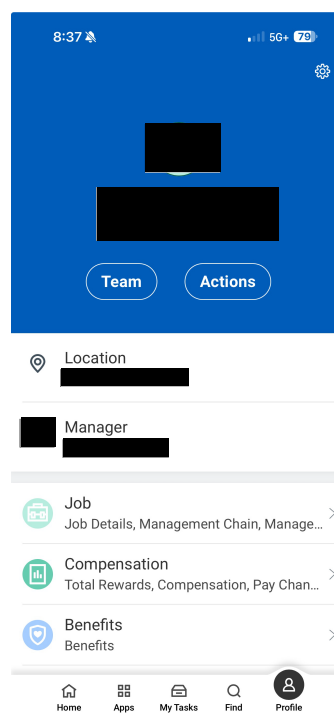 8:37
5G+ 79
Team
Actions
Location
Manager
Job
Job Details, Management Chain, Manage...
Compensation
Total Rewards, Compensation, Pay Chan...
Benefits
Benefits
Home Apps My Tasks Find Profile